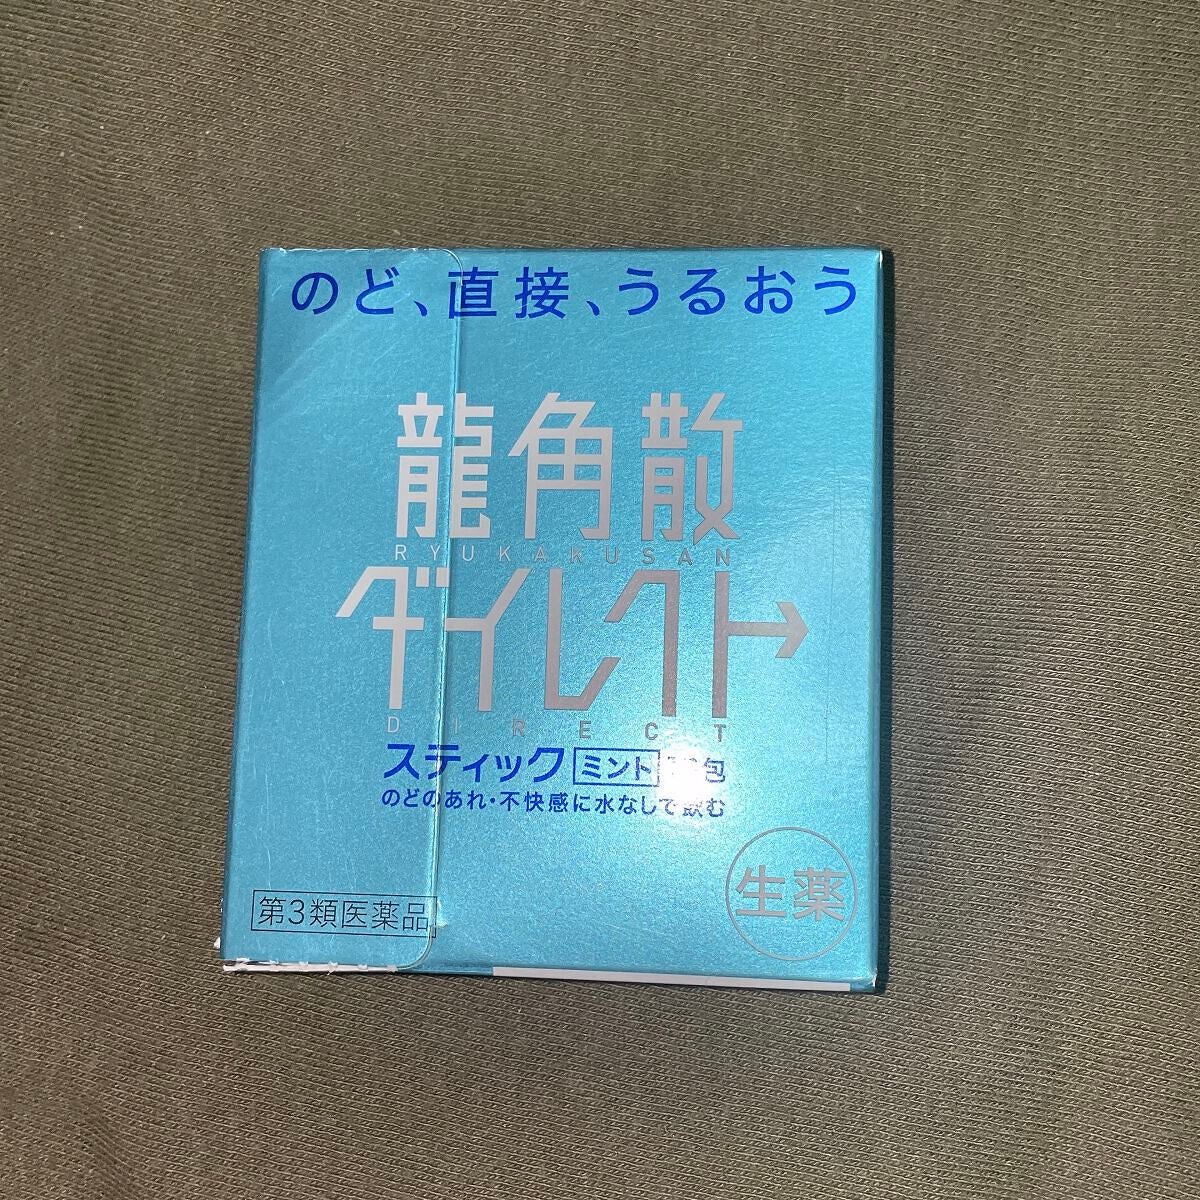 のど、直接、うるおう
龍角散
RYUKAKUSAN
ダイレクト
DIRECT
スティック ミント 包
のどのあれ・不快感に水なしで飲む
第3類医薬品
生薬